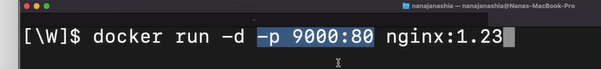 nanajanashia — nanajanashia@Nanas-MacBook-Pro
[\W]$ docker run -d -p 9000:80 nginx:1.23